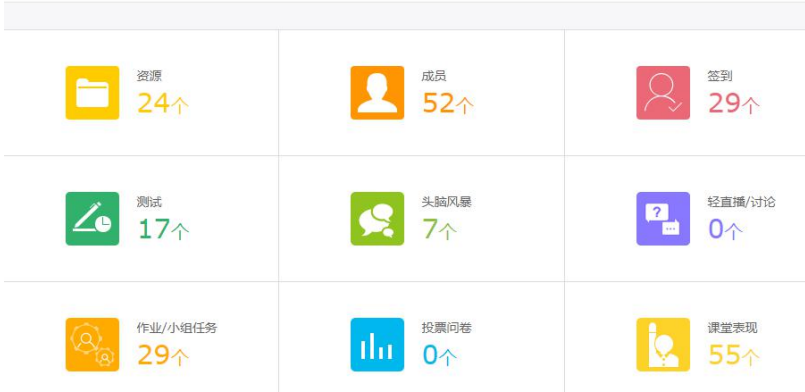 资源
24个
成员
52个
签到
29个
测试
17个
头脑风暴
7个
轻直播/讨论
0个
作业/小组任务
29个
投票问卷
0个
课堂表现
55个